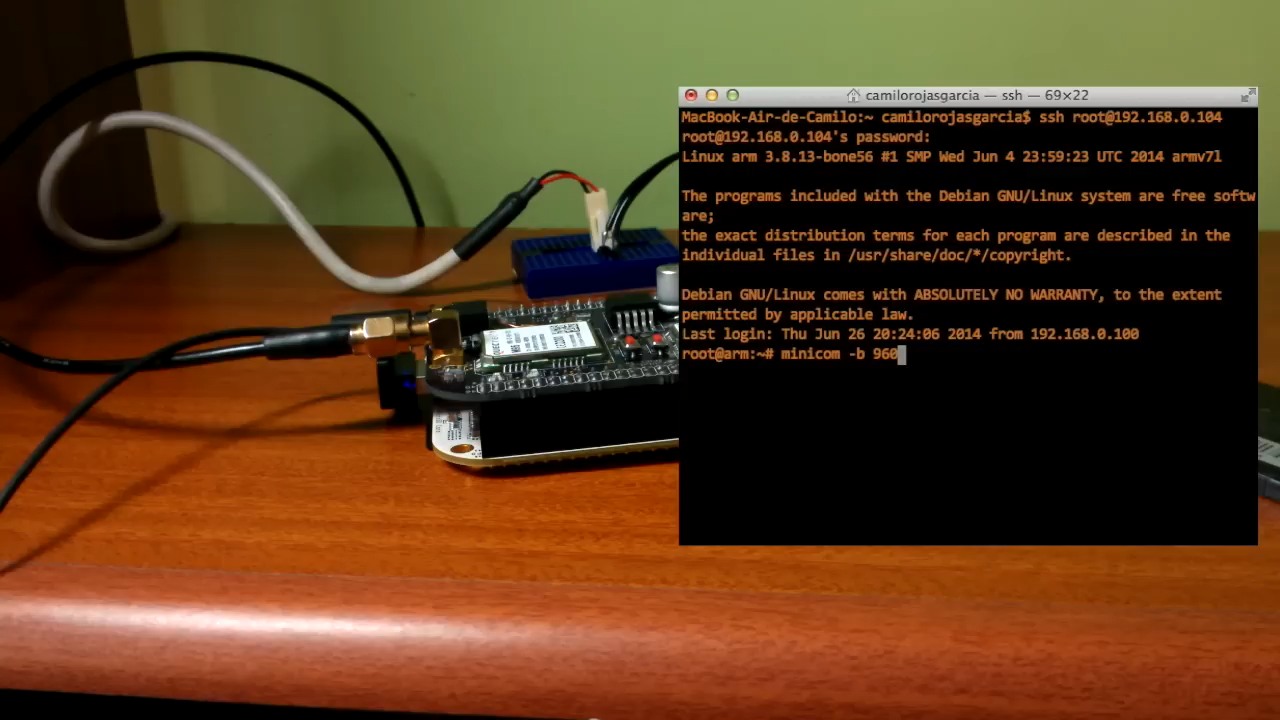 camilorojasgarcia — ssh — 69×22
MacBook-Air-de-Camilo:~ camilorojasgarcia$ ssh root@192.168.0.104
root@192.168.0.104's password:
Linux arm 3.8.13-bone56 #1 SMP Wed Jun 4 23:59:23 UTC 2014 armv7l
The programs included with the Debian GNU/Linux system are free softw
are;
the exact distribution terms for each program are described in the
individual files in /usr/share/doc/*/copyright.
Debian GNU/Linux comes with ABSOLUTELY NO WARRANTY, to the extent
permitted by applicable law.
Last login: Thu Jun 26 20:24:06 2014 from 192.168.0.100
root@arm:~# minicom -b 960